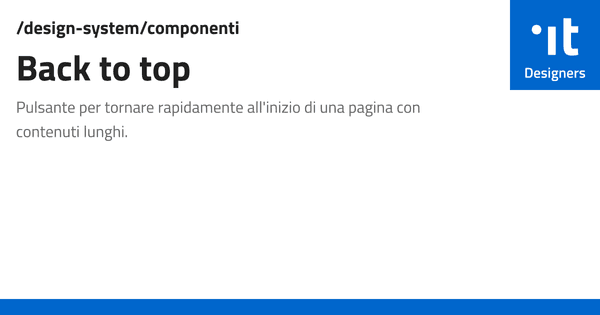 /design-system/componenti
Back to top
Pulsante per tornare rapidamente all'inizio di una pagina con
contenuti lunghi.
it
Designers